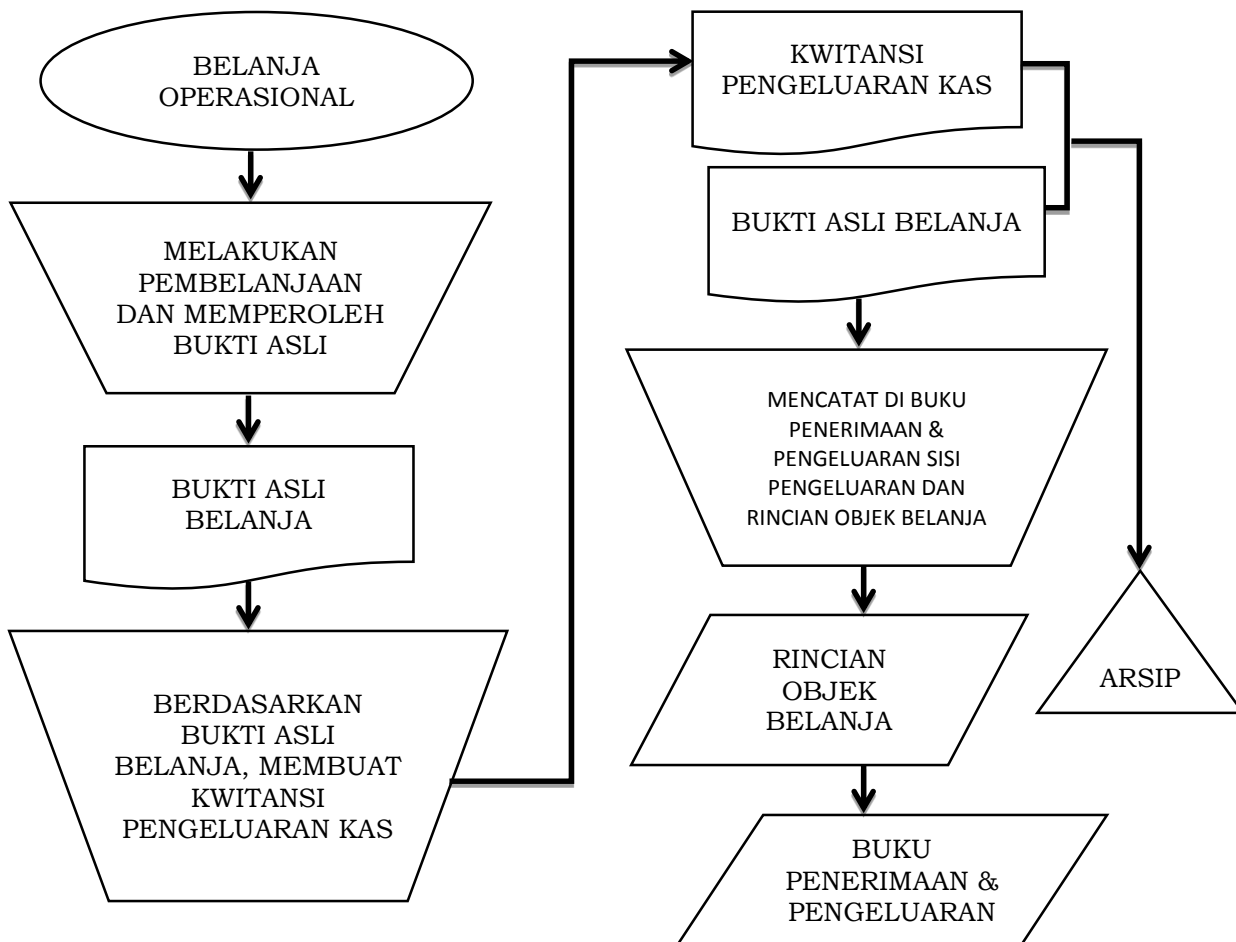 BELANJA
OPERASIONAL
MELAKUKAN
PEMBELANJAAN
DAN MEMPEROLEH
BUKTI ASLI
BUKTI ASLI
BELANJA
BERDASARKAN
BUKTI ASLI
BELANJA, MEMBUAT
KWITANSI
PENGELUARAN KAS
KWITANSI
PENGELUARAN KAS
BUKTI ASLI BELANJA
MENCATAT DI BUKU
PENERIMAAN &
PENGELUARAN SISI
PENGELUARAN DAN
RINCIAN OBJEK BELANJA
RINCIAN
OBJEK
BELANJA
BUKU
PENERIMAAN &
PENGELUARAN
ARSIP